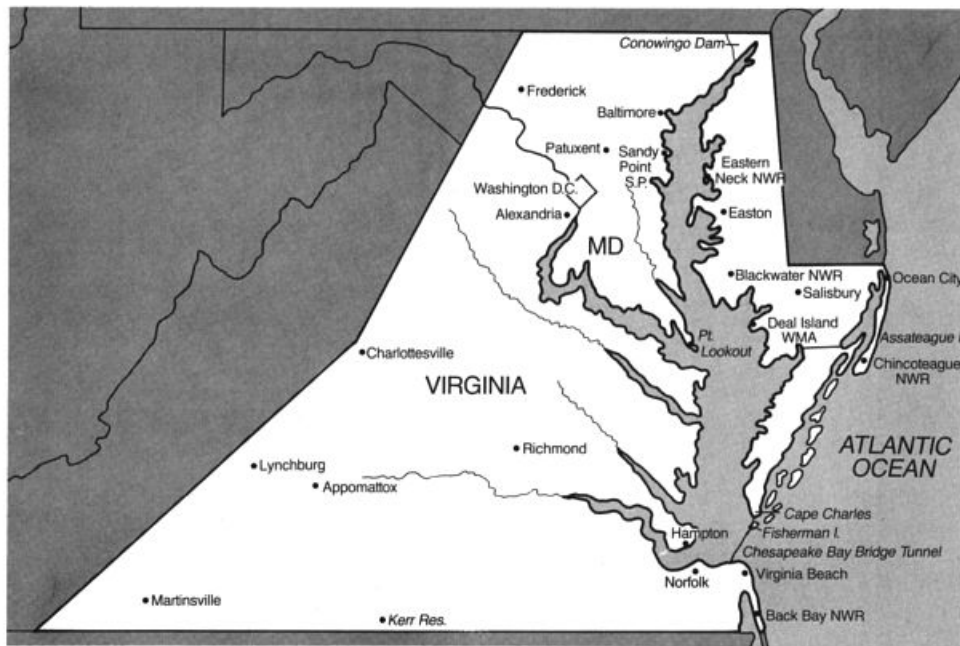 Conowingo Dam
Frederick
Baltimore
Patuxent
Sandy
Point
S.P.
Eastern
Neck NWR
Washington D.C.
Alexandria
Easton
MD
Blackwater NWR
Ocean City
Salisbury
Deal Island
WMA
Pt.
Lookout
Assateague I
Charlottesville
Chincoteague
NWR
VIRGINIA
Richmond
ATLANTIC
OCEAN
Lynchburg
Appomattox
Cape Charles
Fisherman I.
Hampton
Chesapeake Bay Bridge Tunnel
Norfolk
Virginia Beach
Martinsville
Kerr Res.
Back Bay NWR